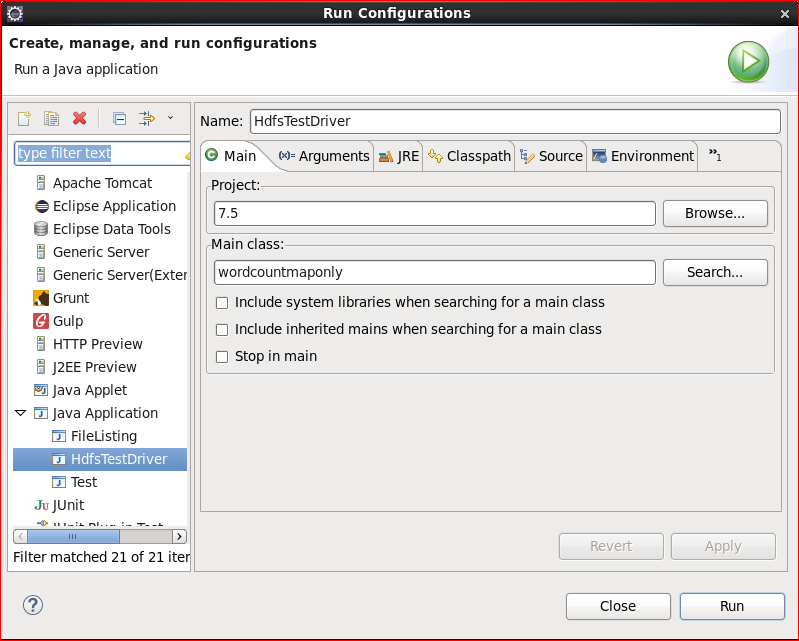 Run Configurations
Create, manage, and run configurations
Run a Java application
type filter text
Apache Tomcat
Eclipse Application
Eclipse Data Tools
Generic Server
Generic Server(Exter
Grunt
Gulp
HTTP Preview
J2EE Preview
Java Applet
Java Application
FileListing
HdfsTestDriver
Test
JUnit
JUnit Plug-in Test
Filter matched 21 of 21 iter
Name: HdfsTestDriver
Main (x)= Arguments JRE Classpath Source Environment »1
Project:
7.5 Browse...
Main class:
wordcountmaponly Search...
Include system libraries when searching for a main class
Include inherited mains when searching for a main class
Stop in main
Revert Apply
? Close Run